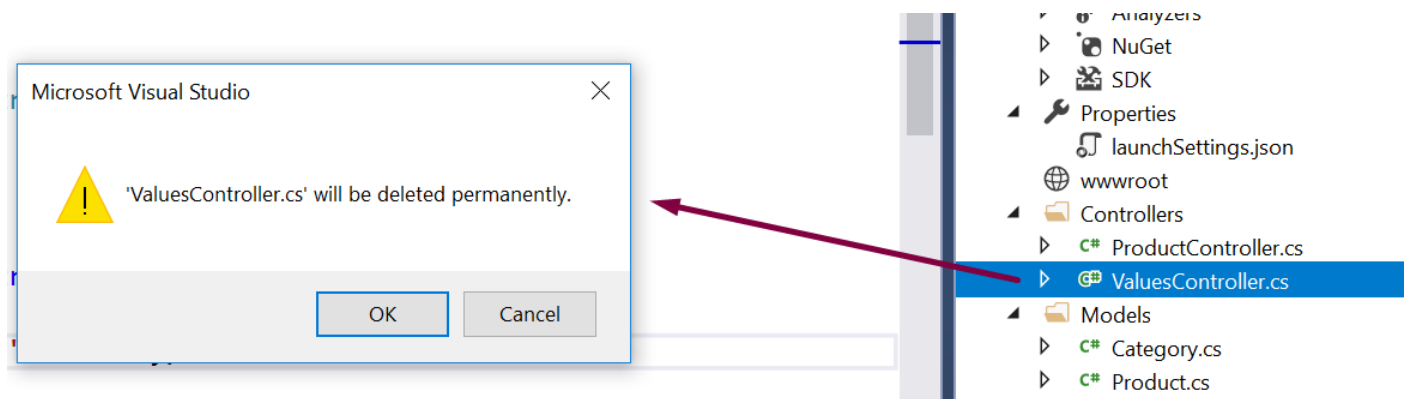 Microsoft Visual Studio
'ValuesController.cs' will be deleted permanently.
OK
Cancel
Analyzers
NuGet
SDK
Properties
launchSettings.json
wwwroot
Controllers
C# ProductController.cs
C# ValuesController.cs
Models
C# Category.cs
C# Product.cs